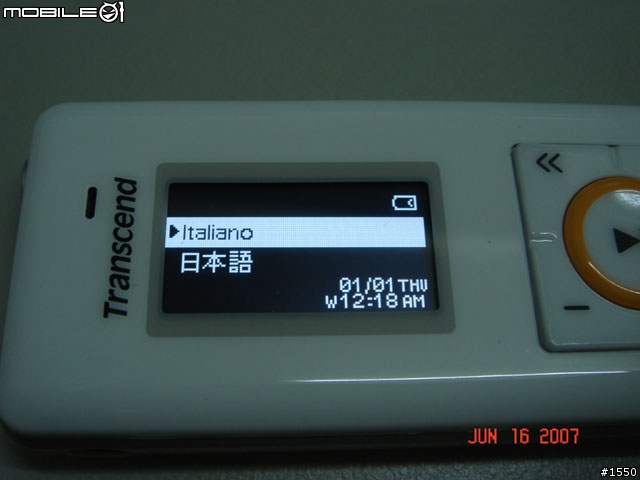 MOBILE01
Transcend
Italiano
日本語
01/01 THU
W12:18 AM
JUN 16 2007
#1550